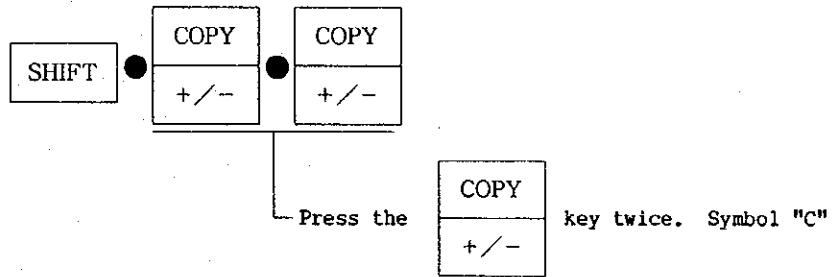 COPY COPY
SHIFT
+/- +/-
COPY
Press the key twice. Symbol "C"
+/-